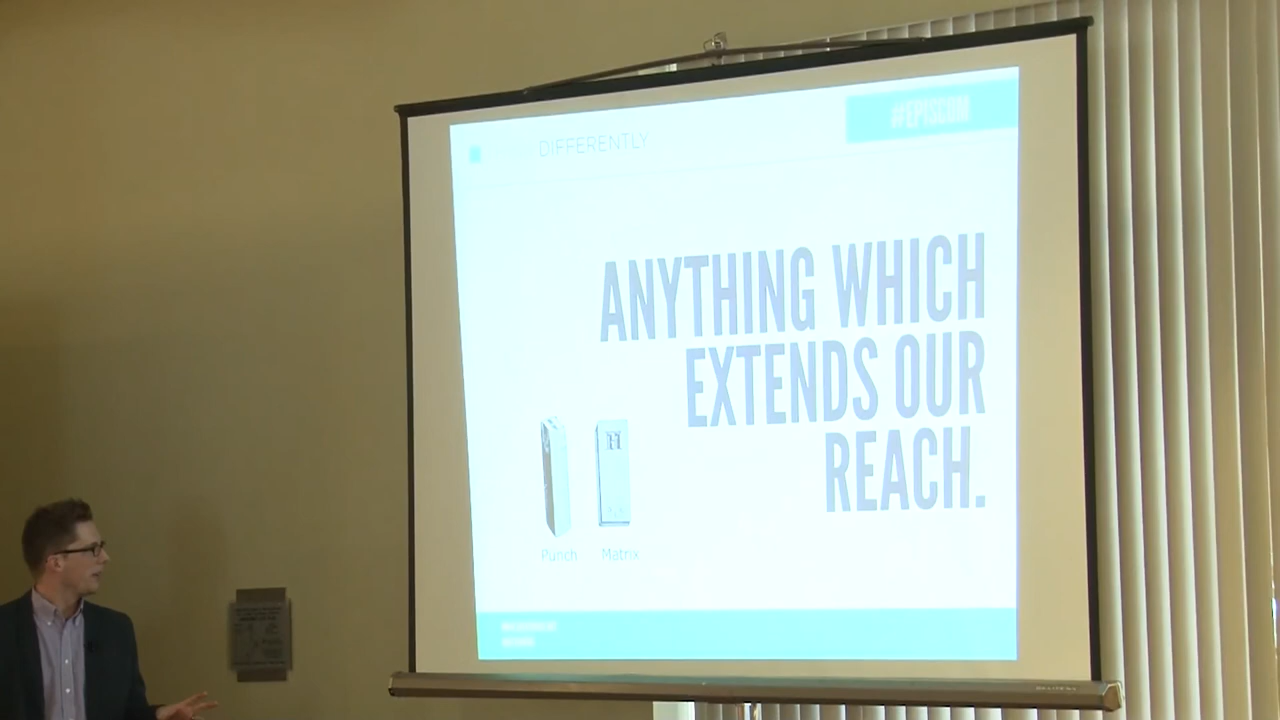 DIFFERENTLY
#EPISCOM
ANYTHING WHICH
EXTENDS OUR
REACH.
Punch
Matrix